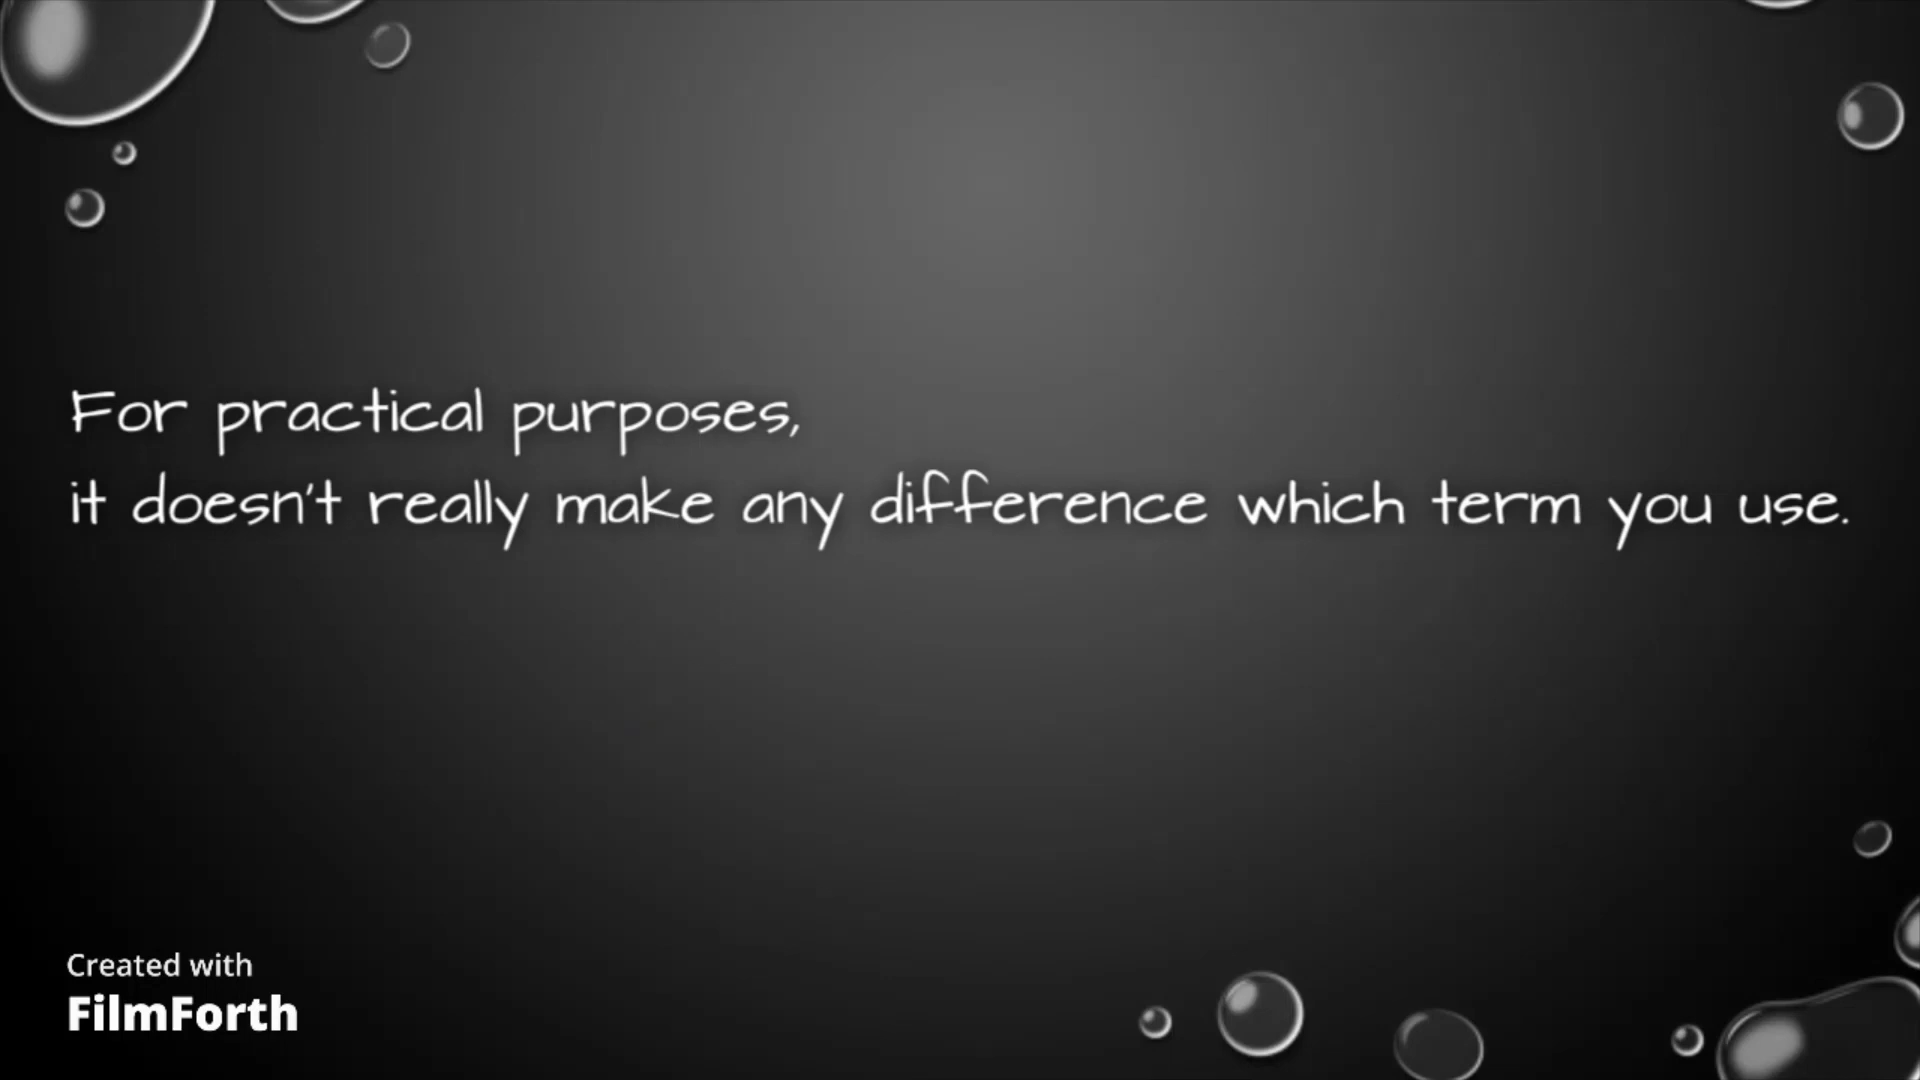 For practical purposes,
it doesn't really make any difference which term you use.
Created with
FilmForth